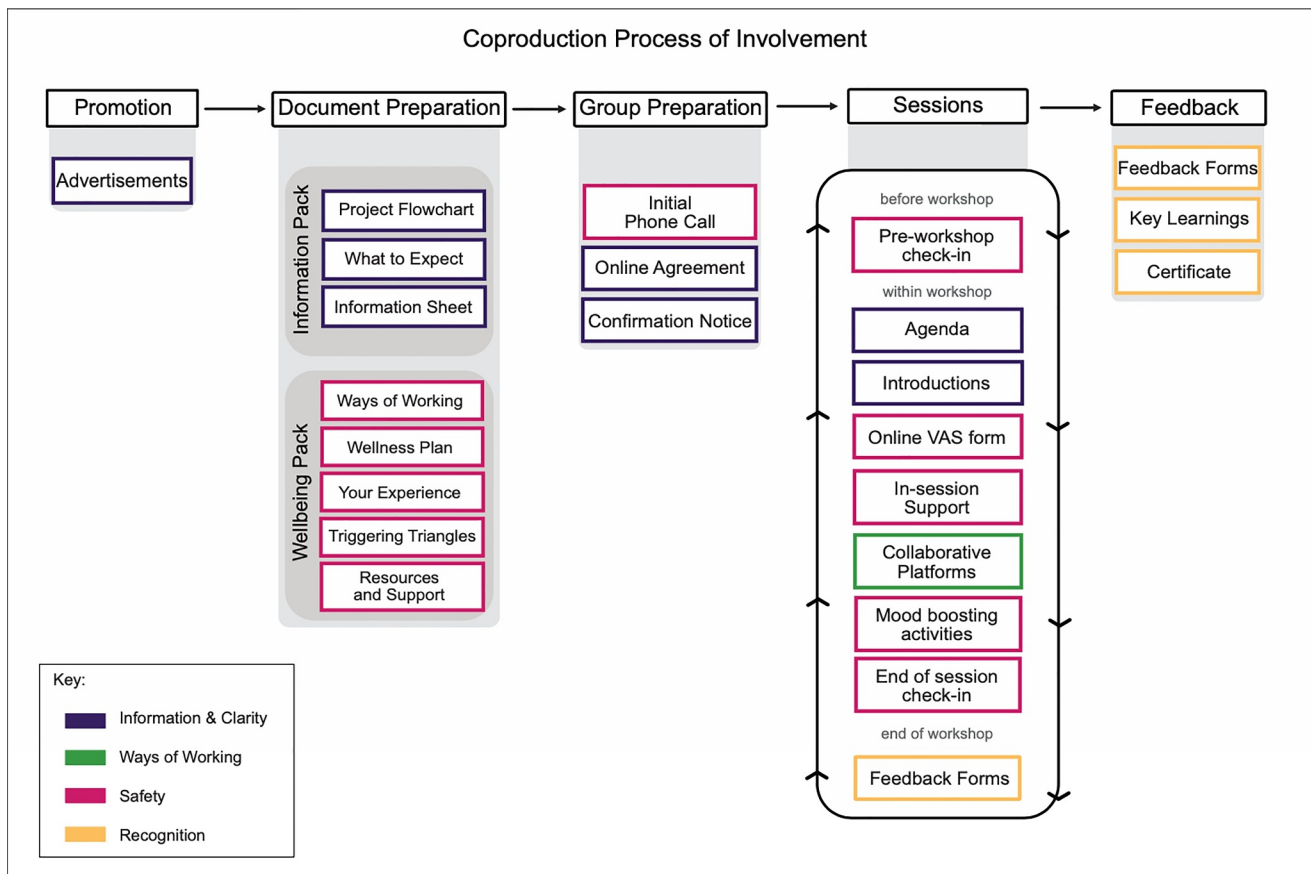 Coproduction Process of Involvement
Promotion
Advertisements
Document Preparation
Information Pack
Project Flowchart
What to Expect
Information Sheet
Wellbeing Pack
Ways of Working
Wellness Plan
Your Experience
Triggering Triangles
Resources
and Support
Group Preparation
Initial
Phone Call
Online Agreement
Confirmation Notice
Sessions
before workshop
Pre-workshop
check-in
within workshop
Agenda
Introductions
Online VAS form
In-session
Support
Collaborative
Platforms
Mood boosting
activities
End of session
check-in
end of workshop
Feedback Forms
Feedback
Feedback Forms
Key Learnings
Certificate
Key:
Information & Clarity
Ways of Working
Safety
Recognition